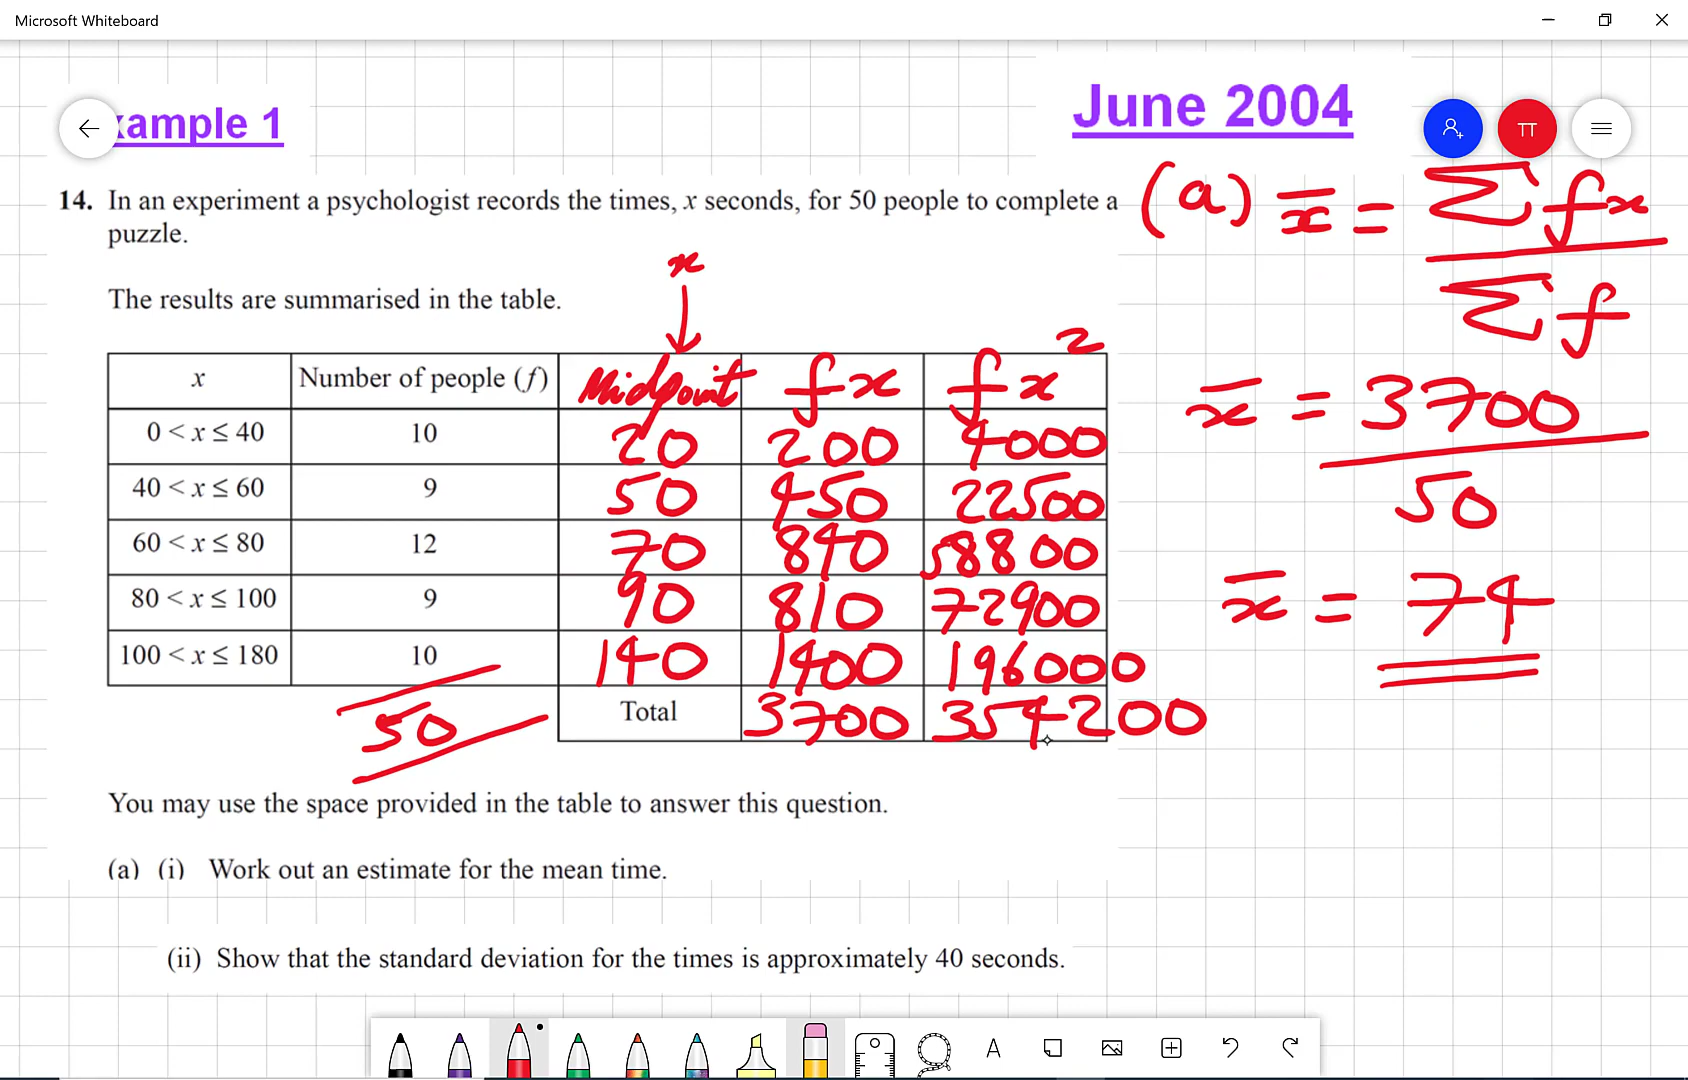 Microsoft Whiteboard
xample 1
June 2004
14. In an experiment a psychologist records the times, x seconds, for 50 people to complete a
puzzle.
The results are summarised in the table.
x
x Number of people (f) Midpoint fx fx²
0 < x ≤ 40 10 20 200 4000
40 < x ≤ 60 9 50 450 22500
60 < x ≤ 80 12 70 840 58800
80 < x ≤ 100 9 90 810 72900
100 < x ≤ 180 10 140 1400 196000
50 Total 3700 354200
You may use the space provided in the table to answer this question.
(a) (i) Work out an estimate for the mean time.
(ii) Show that the standard deviation for the times is approximately 40 seconds.
(a) x̄ = Σfx
Σf
x̄ = 3700
50
x̄ = 74
TT
A